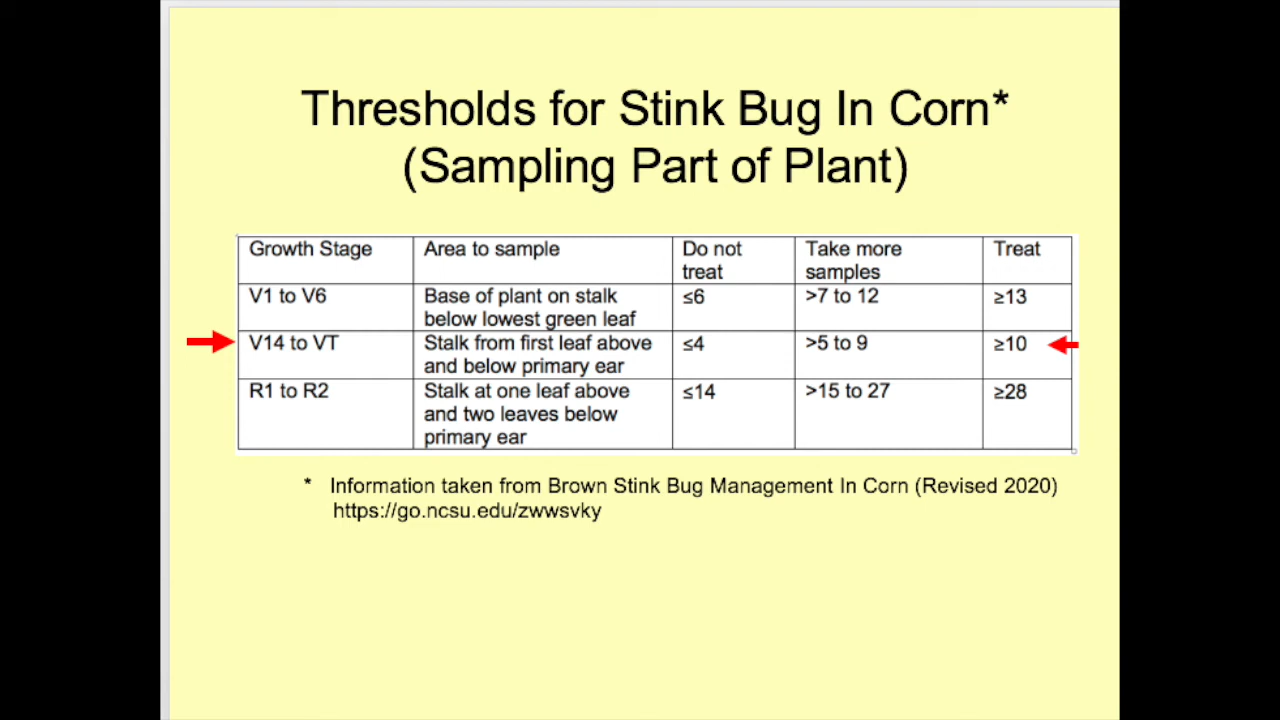 Thresholds for Stink Bug In Corn*
(Sampling Part of Plant)
Growth Stage Area to sample Do not treat Take more samples Treat
V1 to V6 Base of plant on stalk below lowest green leaf ≤6 >7 to 12 ≥13
V14 to VT Stalk from first leaf above and below primary ear ≤4 >5 to 9 ≥10
R1 to R2 Stalk at one leaf above and two leaves below primary ear ≤14 >15 to 27 ≥28
* Information taken from Brown Stink Bug Management In Corn (Revised 2020)
https://go.ncsu.edu/zwwsvky